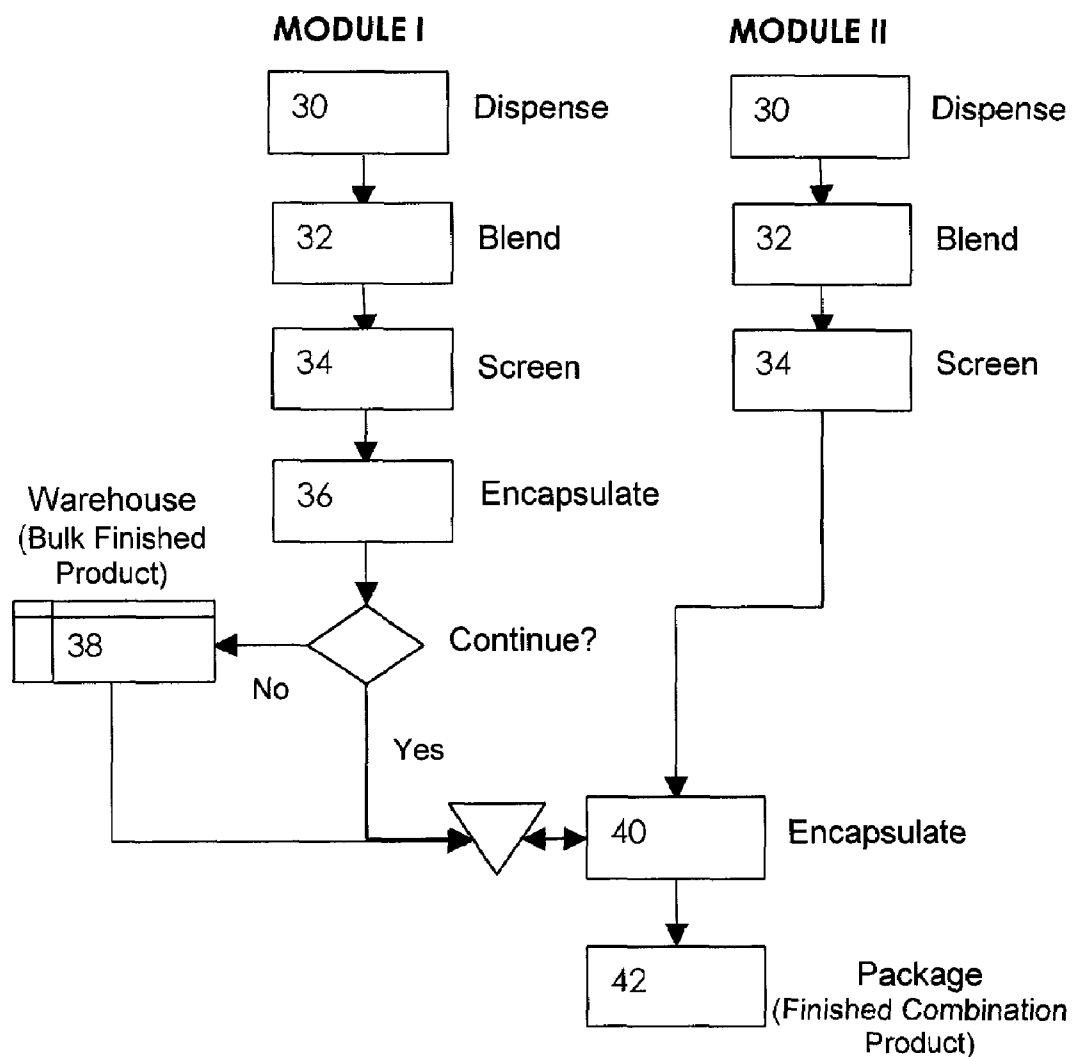 MODULE I
MODULE II
30
Dispense
30
Dispense
32
Blend
32
Blend
34
Screen
34
Screen
36
Encapsulate
Warehouse
(Bulk Finished
Product)
38
Continue?
No
Yes
40
Encapsulate
42
Package
(Finished Combination
Product)